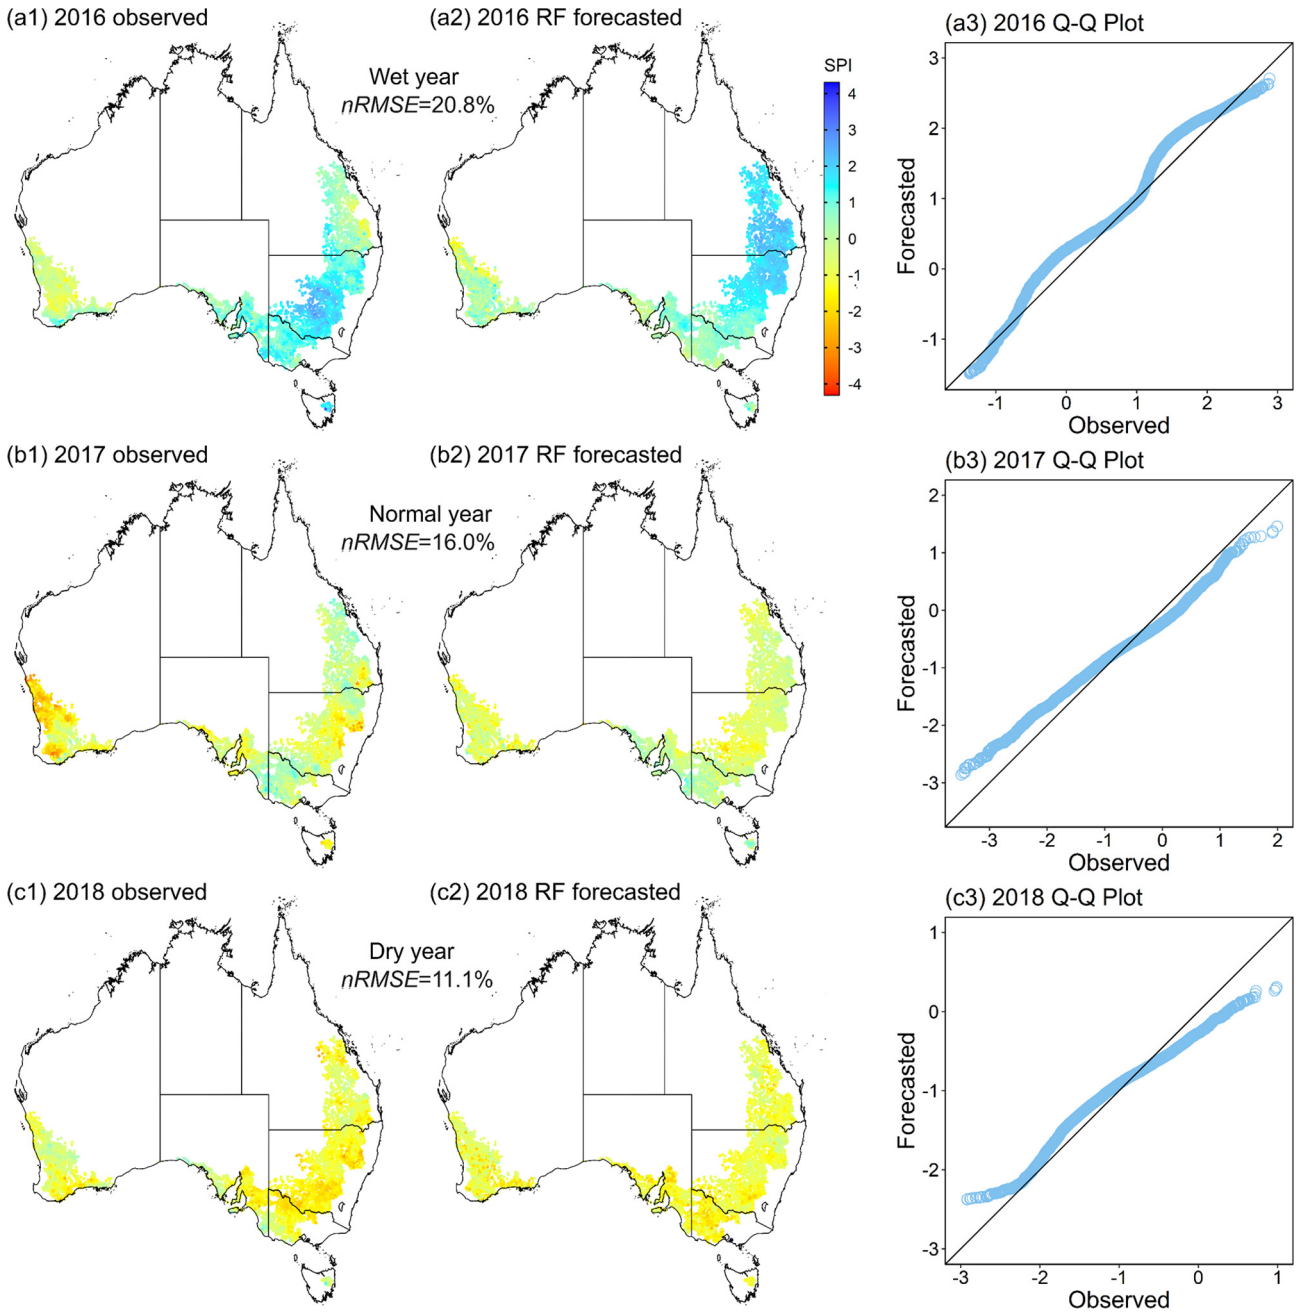 (a1) 2016 observed
(a2) 2016 RF forecasted
(a3) 2016 Q-Q Plot
Wet year
nRMSE=20.8%
SPI
4
3
2
1
0
-1
-2
-3
-4
3
2
1
0
-1
Forecasted
-1 0 1 2 3
Observed
(b1) 2017 observed
(b2) 2017 RF forecasted
(b3) 2017 Q-Q Plot
Normal year
nRMSE=16.0%
2
1
0
-1
-2
-3
Forecasted
-3 -2 -1 0 1 2
Observed
(c1) 2018 observed
(c2) 2018 RF forecasted
(c3) 2018 Q-Q Plot
Dry year
nRMSE=11.1%
1
0
-1
-2
-3
Forecasted
-3 -2 -1 0 1
Observed